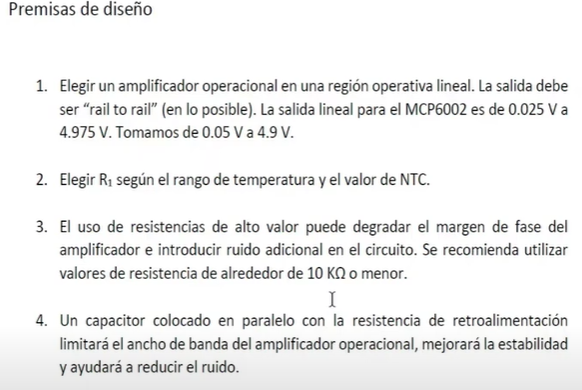 Premisas de diseño
1. Elegir un amplificador operacional en una región operativa lineal. La salida debe
ser “rail to rail” (en lo posible). La salida lineal para el MCP6002 es de 0.025 V a
4.975 V. Tomamos de 0.05 V a 4.9 V.
2. Elegir R₁ según el rango de temperatura y el valor de NTC.
3. El uso de resistencias de alto valor puede degradar el margen de fase del
amplificador e introducir ruido adicional en el circuito. Se recomienda utilizar
valores de resistencia de alrededor de 10 KΩ o menor.
4. Un capacitor colocado en paralelo con la resistencia de retroalimentación
limitará el ancho de banda del amplificador operacional, mejorará la estabilidad
y ayudará a reducir el ruido.